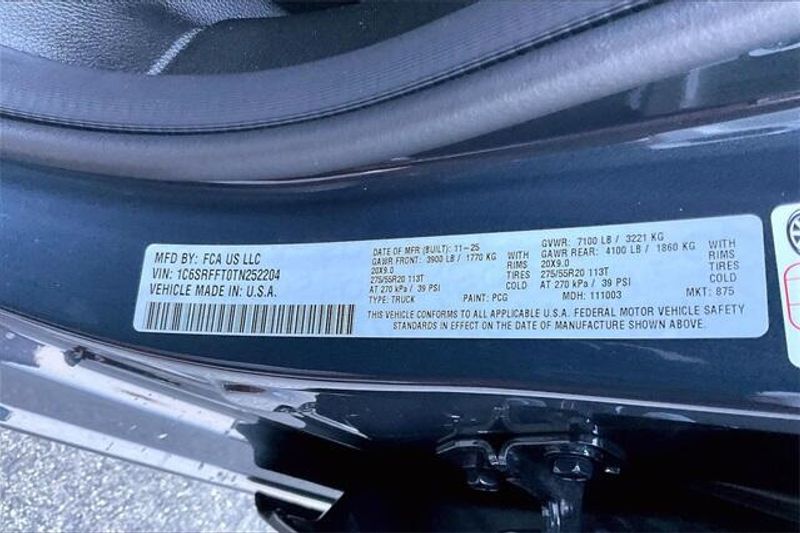 MFD BY: FCA US LLC
VIN: 1C6SRFFT0TN252204
VEHICLE MADE IN: U.S.A.
DATE OF MFR (BUILT): 11-25
GAWR FRONT: 3900 LB / 1770 KG WITH
20X9.0 RIMS
275/55R20 113T TIRES
AT 270 kPa / 39 PSI COLD
TYPE: TRUCK PAINT: PCG
GVWR: 7100 LB / 3221 KG
GAWR REAR: 4100 LB / 1860 KG WITH
20X9.0 RIMS
275/55R20 113T TIRES
AT 270 kPa / 39 PSI COLD
MDH: 111003 MKT: 875
THIS VEHICLE CONFORMS TO ALL APPLICABLE U.S.A. FEDERAL MOTOR VEHICLE SAFETY
STANDARDS IN EFFECT ON THE DATE OF MANUFACTURE SHOWN ABOVE.